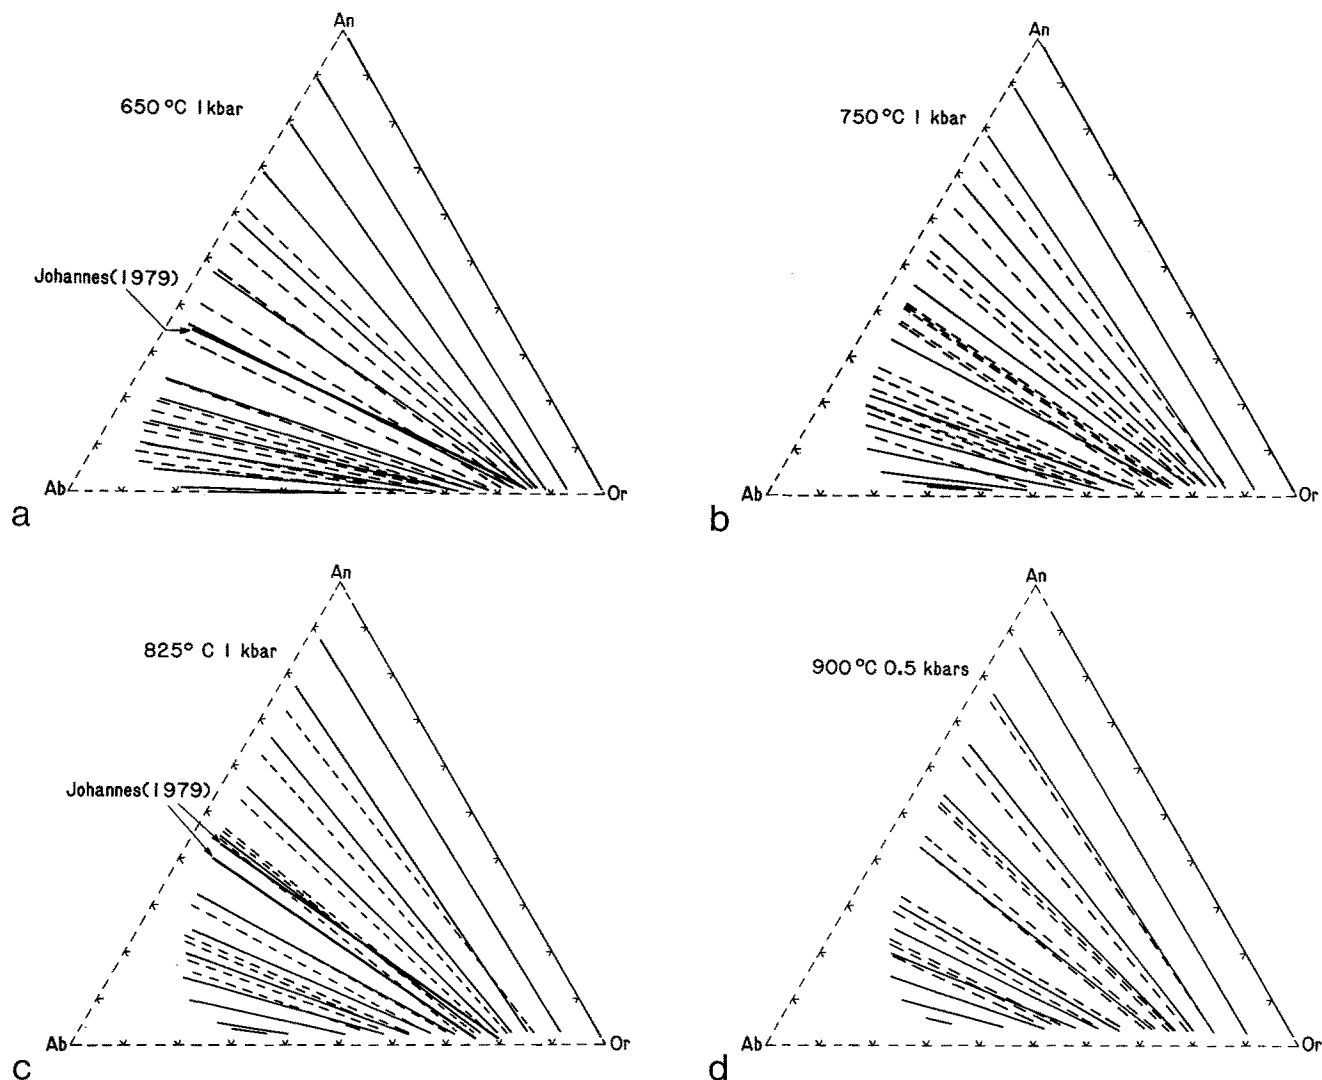 An
650°C 1 kbar
Johannes(1979)
Ab
Or
a
An
750°C 1 kbar
Ab
Or
b
An
825° C 1 kbar
Johannes(1979)
Ab
Or
c
An
900°C 0.5 kbars
Ab
Or
d